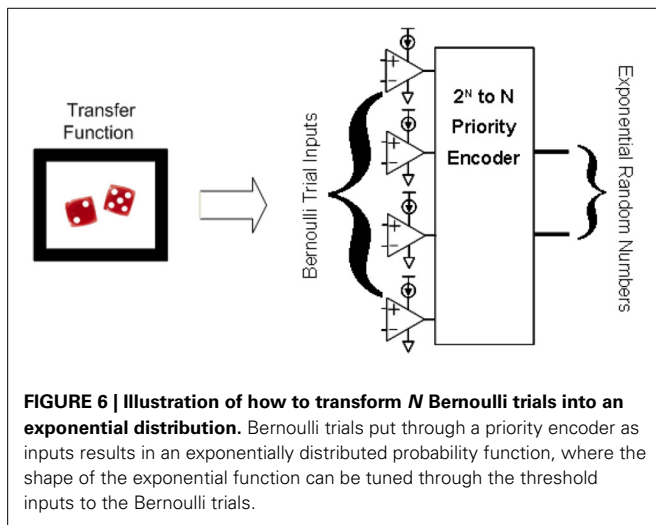 Transfer
Function
Bernoulli Trial Inputs
+
−
+
−
+
−
+
−
2ᴺ to N
Priority
Encoder
Exponential Random Numbers
FIGURE 6 | Illustration of how to transform N Bernoulli trials into an
exponential distribution. Bernoulli trials put through a priority encoder as
inputs results in an exponentially distributed probability function, where the
shape of the exponential function can be tuned through the threshold
inputs to the Bernoulli trials.